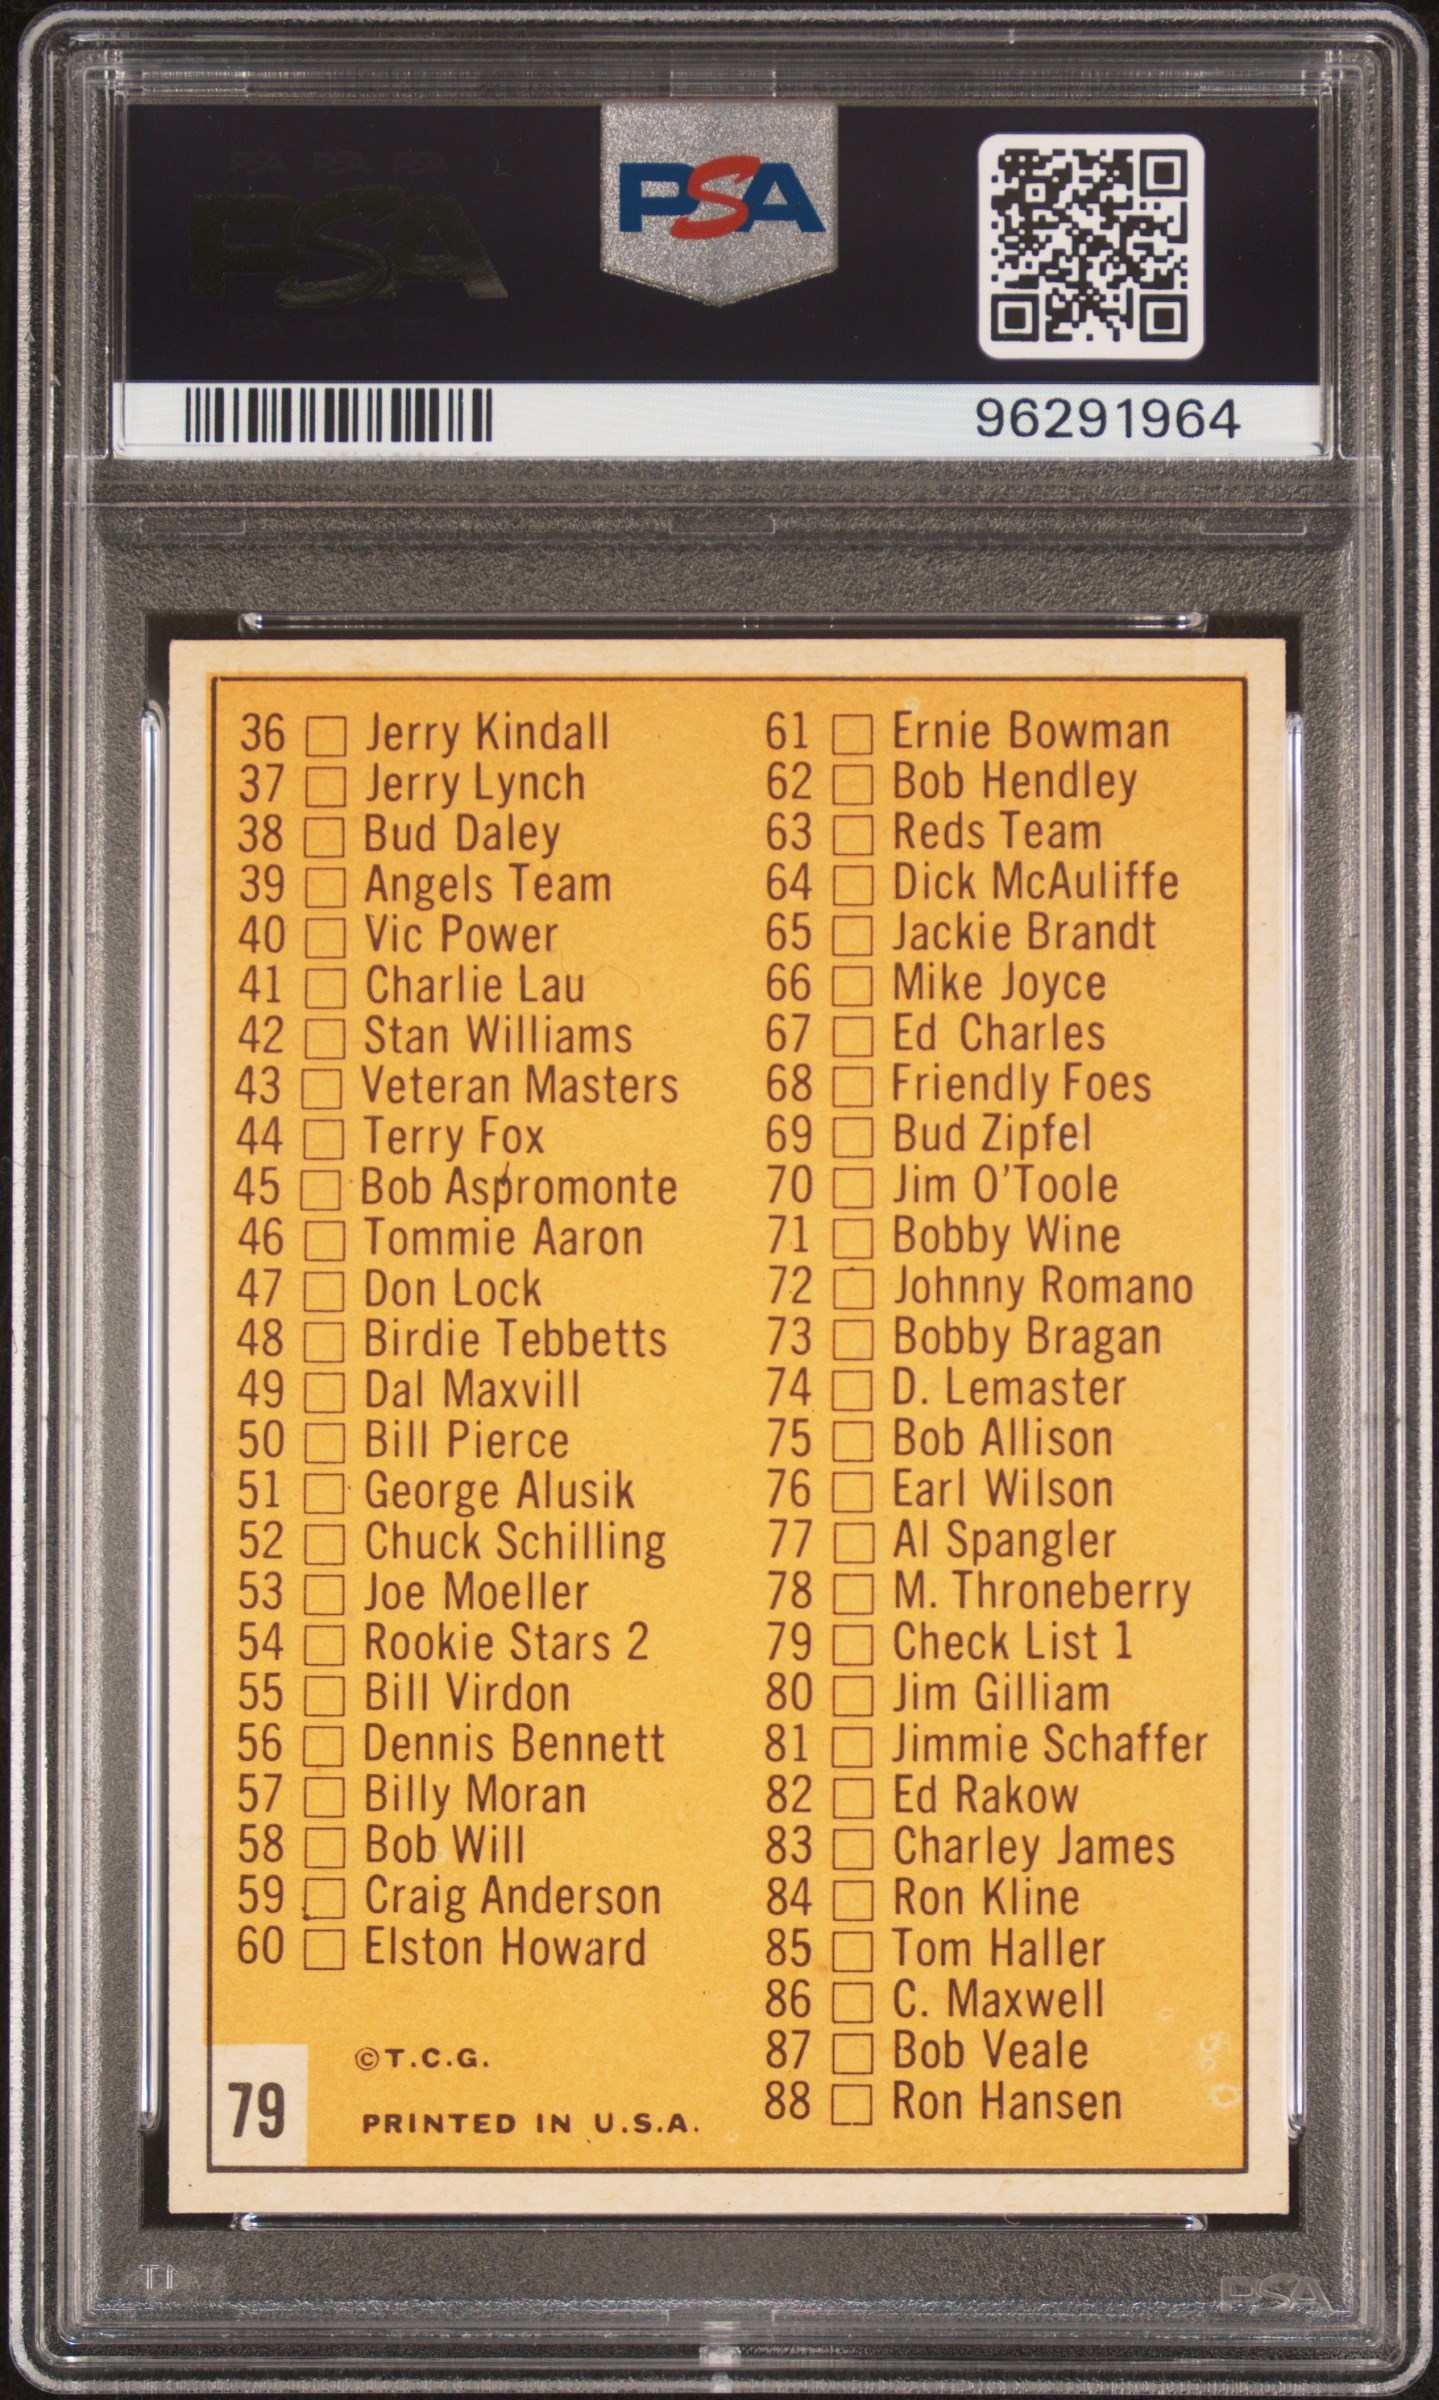 PSA
PSA
96291964
36 Jerry Kindall
37 Jerry Lynch
38 Bud Daley
39 Angels Team
40 Vic Power
41 Charlie Lau
42 Stan Williams
43 Veteran Masters
44 Terry Fox
45 Bob Aspromonte
46 Tommie Aaron
47 Don Lock
48 Birdie Tebbetts
49 Dal Maxvill
50 Bill Pierce
51 George Alusik
52 Chuck Schilling
53 Joe Moeller
54 Rookie Stars 2
55 Bill Virdon
56 Dennis Bennett
57 Billy Moran
58 Bob Will
59 Craig Anderson
60 Elston Howard
©T.C.G.
79
PRINTED IN U.S.A.
61 Ernie Bowman
62 Bob Hendley
63 Reds Team
64 Dick McAuliffe
65 Jackie Brandt
66 Mike Joyce
67 Ed Charles
68 Friendly Foes
69 Bud Zipfel
70 Jim O'Toole
71 Bobby Wine
72 Johnny Romano
73 Bobby Bragan
74 D. Lemaster
75 Bob Allison
76 Earl Wilson
77 Al Spangler
78 M. Throneberry
79 Check List 1
80 Jim Gilliam
81 Jimmie Schaffer
82 Ed Rakow
83 Charley James
84 Ron Kline
85 Tom Haller
86 C. Maxwell
87 Bob Veale
88 Ron Hansen
PSA